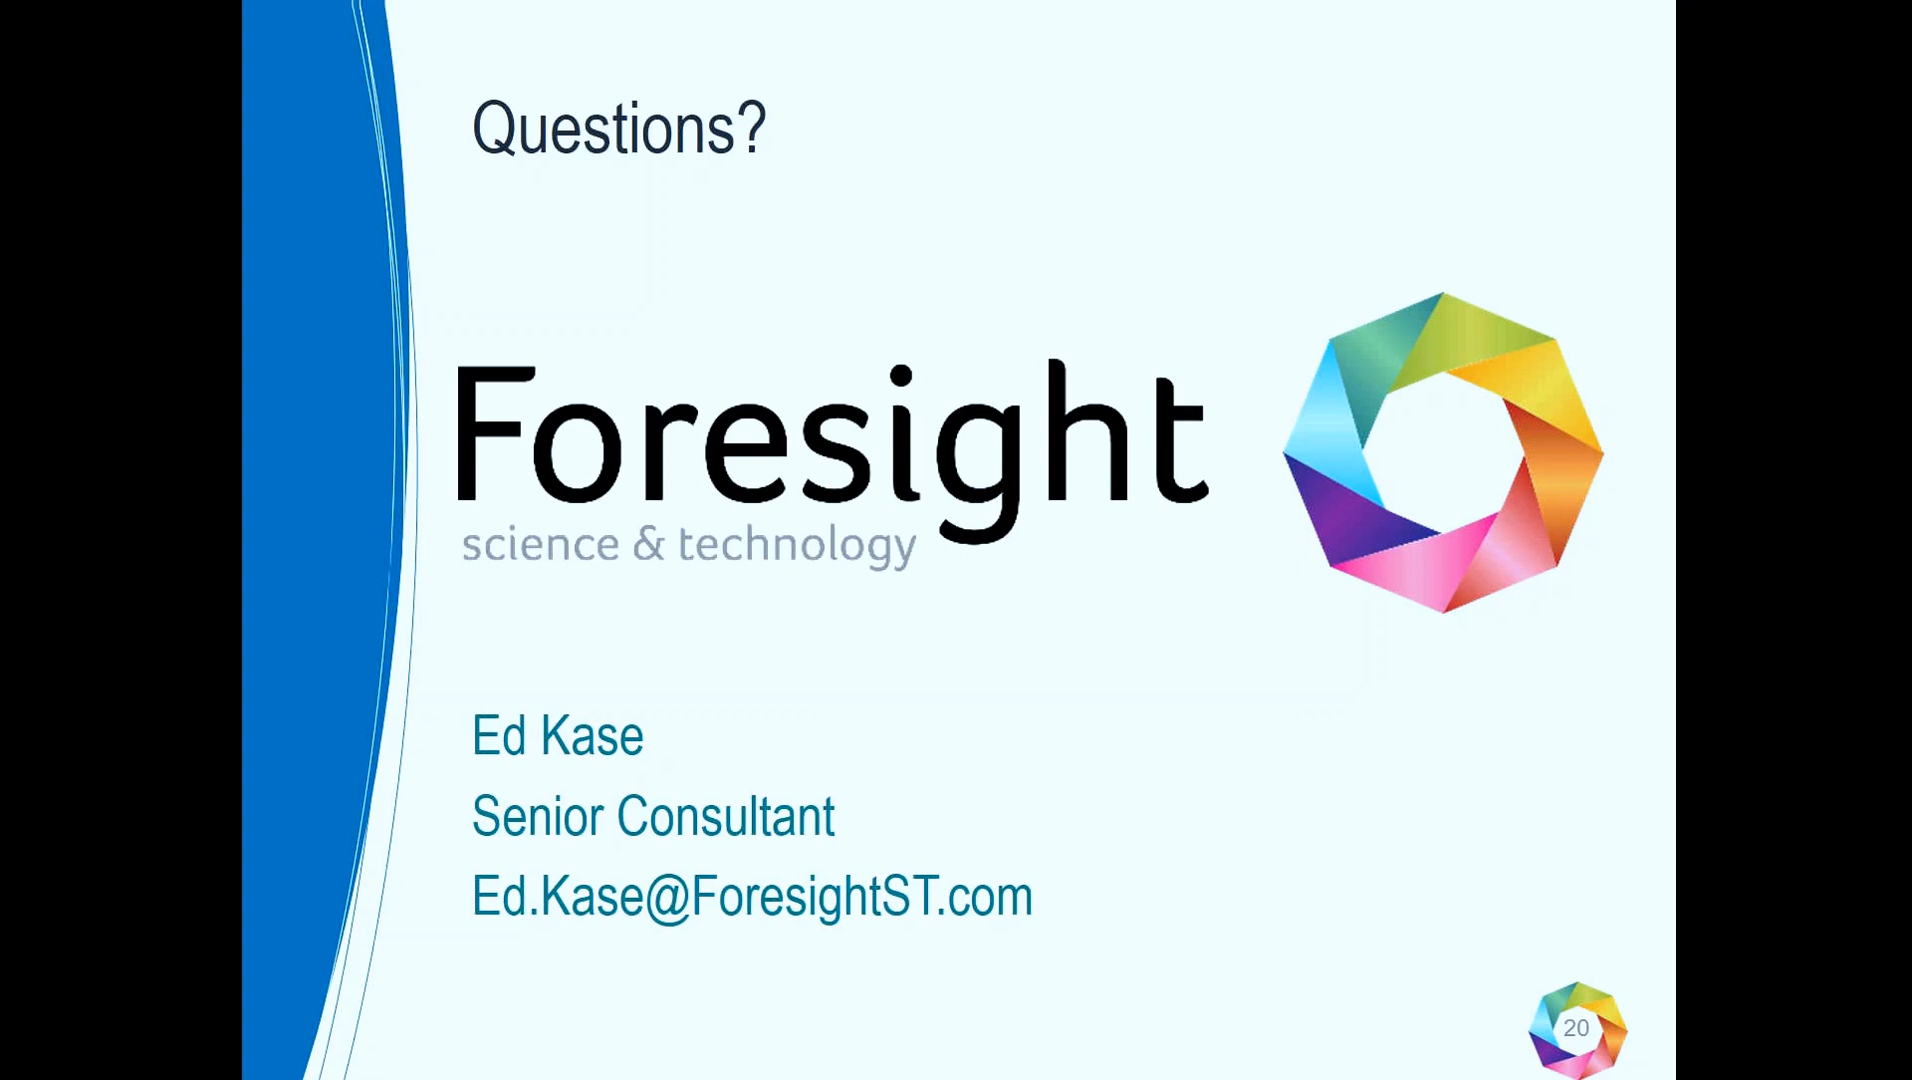 Questions?
Foresight
science & technology
Ed Kase
Senior Consultant
Ed.Kase@ForesightST.com
20